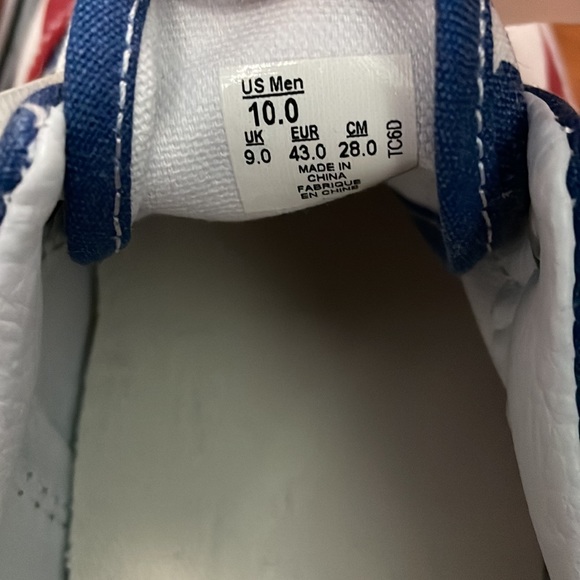 US Men
10.0
UK EUR CM
9.0 43.0 28.0
MADE IN
CHINA
FABRIQUE
EN CHINE
TC6D